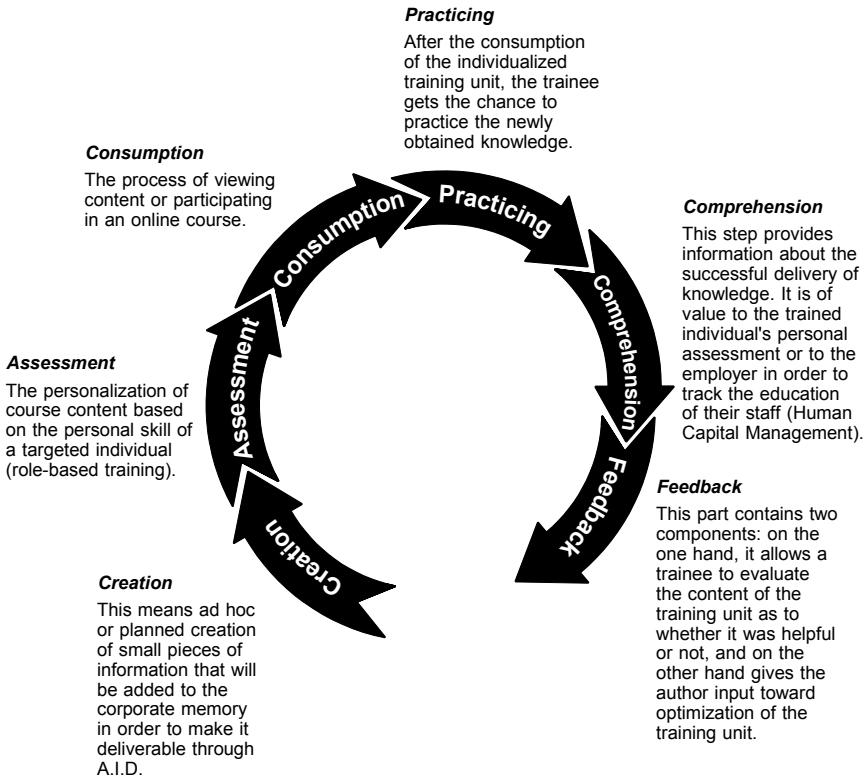 Practicing
After the consumption
of the individualized
training unit, the trainee
gets the chance to
practice the newly
obtained knowledge.
Consumption
The process of viewing
content or participating
in an online course.
Comprehension
This step provides
information about the
successful delivery of
knowledge. It is of
value to the trained
individual's personal
assessment or to the
employer in order to
track the education
of their staff (Human
Capital Management).
Assessment
The personalization of
course content based
on the personal skill of
a targeted individual
(role-based training).
Feedback
This part contains two
components: on the
one hand, it allows a
trainee to evaluate
the content of the
training unit as to
whether it was helpful
or not, and on the
other hand gives the
author input toward
optimization of the
training unit.
Creation
This means ad hoc
or planned creation
of small pieces of
information that will
be added to the
corporate memory
in order to make it
deliverable through
A.I.D.
Creation
Assessment
Consumption
Practicing
Comprehension
Feedback